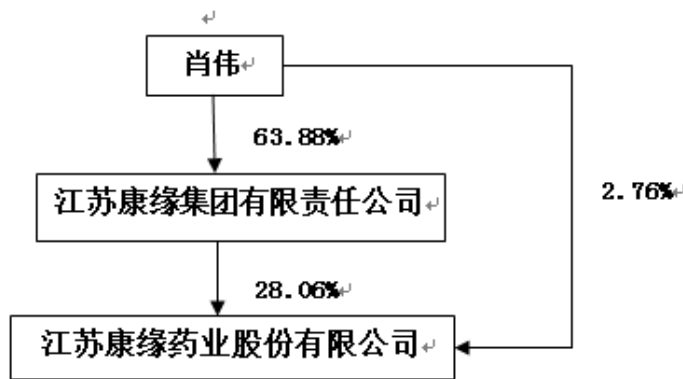 肖伟
63.88%
江苏康缘集团有限责任公司
2.76%
28.06%
江苏康缘药业股份有限公司